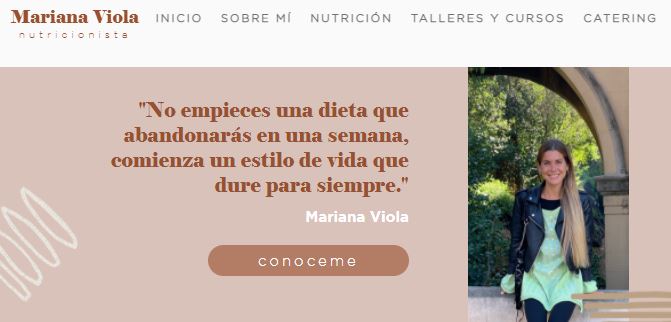 Mariana Viola
nutricionista
INICIO SOBRE MÍ NUTRICIÓN TALLERES Y CURSOS CATERING
"No empieces una dieta que
abandonarás en una semana,
comienza un estilo de vida que
dure para siempre."
Mariana Viola
conoceme